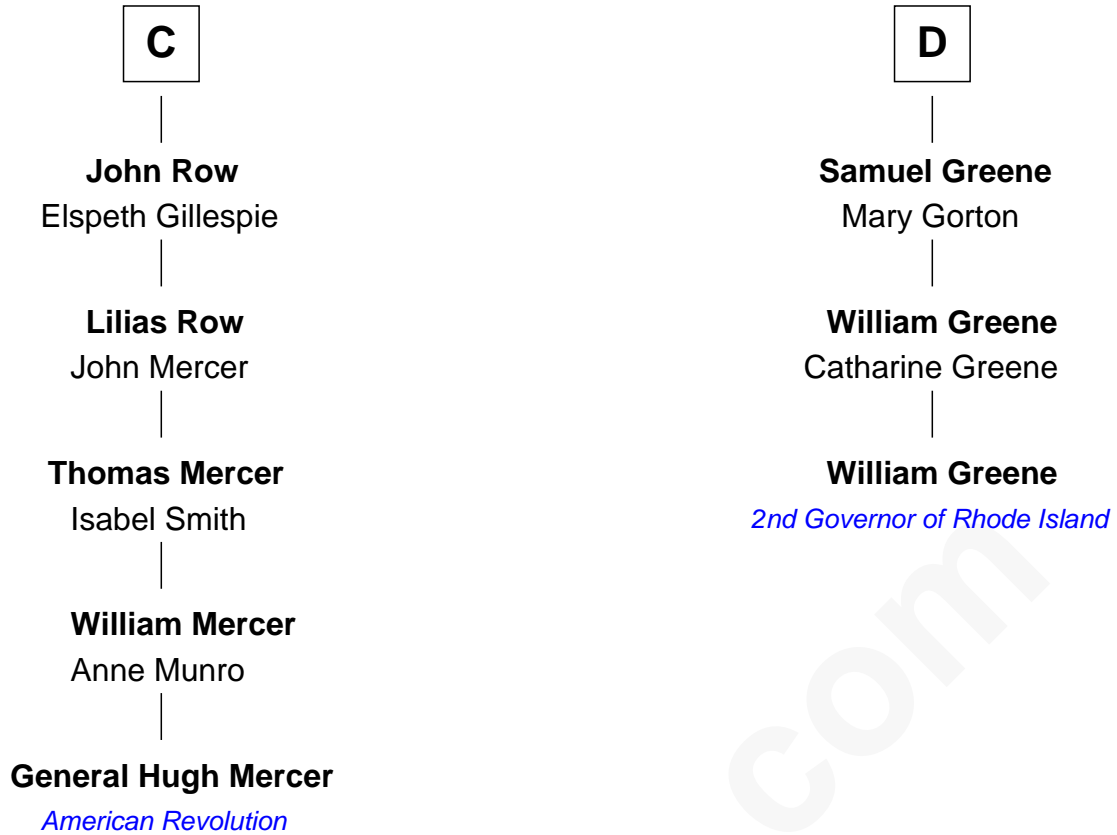 C
John Row
Elspeth Gillespie
Lilias Row
John Mercer
Thomas Mercer
Isabel Smith
William Mercer
Anne Munro
General Hugh Mercer
American Revolution
D
Samuel Greene
Mary Gorton
William Greene
Catharine Greene
William Greene
2nd Governor of Rhode Island
com